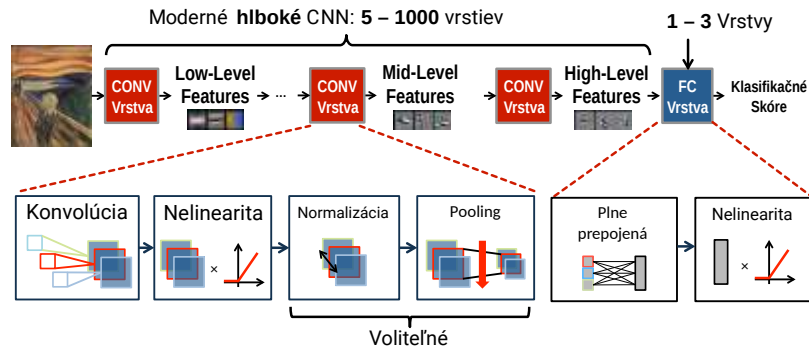 Moderné hlboké CNN: 5 – 1000 vrstiev
1 – 3 Vrstvy
CONV
Vrstva
Low-Level
Features
...
CONV
Vrstva
Mid-Level
Features
CONV
Vrstva
High-Level
Features
FC
Vrstva
Klasifikačné
Skóre
Konvolúcia
Nelinearita
×
Normalizácia
Pooling
Plne
prepojená
Nelinearita
×
Voliteľné